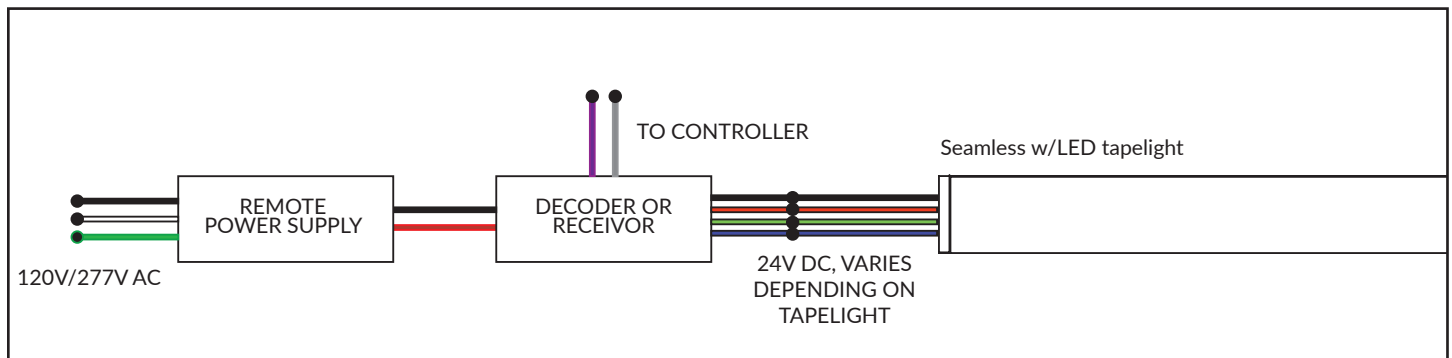 TO CONTROLLER
Seamless w/LED tapelight
REMOTE
POWER SUPPLY
DECODER OR
RECEIVOR
120V/277V AC
24V DC, VARIES
DEPENDING ON
TAPELIGHT